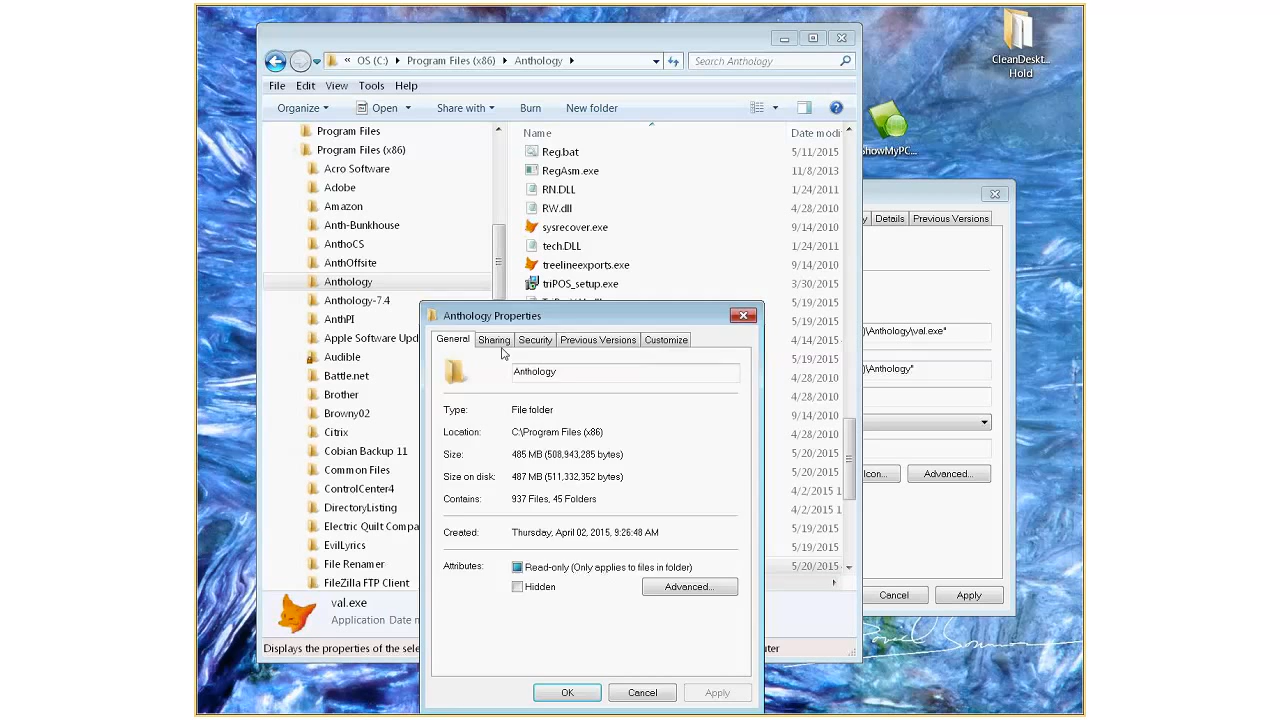 CleanDeskt...
Hold
ShowMyPC...
« OS (C:) Program Files (x86) Anthology
Search Anthology
File Edit View Tools Help
Organize Open Share with Burn New folder
Program Files
Program Files (x86)
Acro Software
Adobe
Amazon
Anth-Bunkhouse
AnthoCS
AnthOffsite
Anthology
Anthology-7.4
AnthPI
Apple Software Upd
Audible
Battle.net
Brother
Browny02
Citrix
Cobian Backup 11
Common Files
ControlCenter4
DirectoryListing
Electric Quilt Compa
EvilLyrics
File Renamer
FileZilla FTP Client
Name Date modi
Reg.bat 5/11/2015
RegAsm.exe 11/8/2013
RN.DLL 1/24/2011
RW.dll 4/28/2010
sysrecover.exe 9/14/2010
tech.DLL 1/24/2011
treelineexports.exe 9/14/2010
triPOS_setup.exe 3/30/2015
5/19/2015
5/19/2015
4/14/2015
5/19/2015
4/28/2010
4/28/2010
9/14/2010
4/28/2010
5/20/2015
5/20/2015
4/2/2015 1
4/2/2015 1
5/19/2015
5/19/2015
5/20/2015
val.exe
Application Date m
Displays the properties of the sele
uter
Anthology Properties
General Sharing Security Previous Versions Customize
Anthology
Type: File folder
Location: C:\Program Files (x86)
Size: 485 MB (508,943,285 bytes)
Size on disk: 487 MB (511,332,352 bytes)
Contains: 937 Files, 45 Folders
Created: Thursday, April 02, 2015, 9:26:48 AM
Attributes: Read-only (Only applies to files in folder)
Hidden Advanced...
OK Cancel Apply
y Details Previous Versions
)\Anthology\val.exe"
)\Anthology"
Icon... Advanced...
Cancel Apply